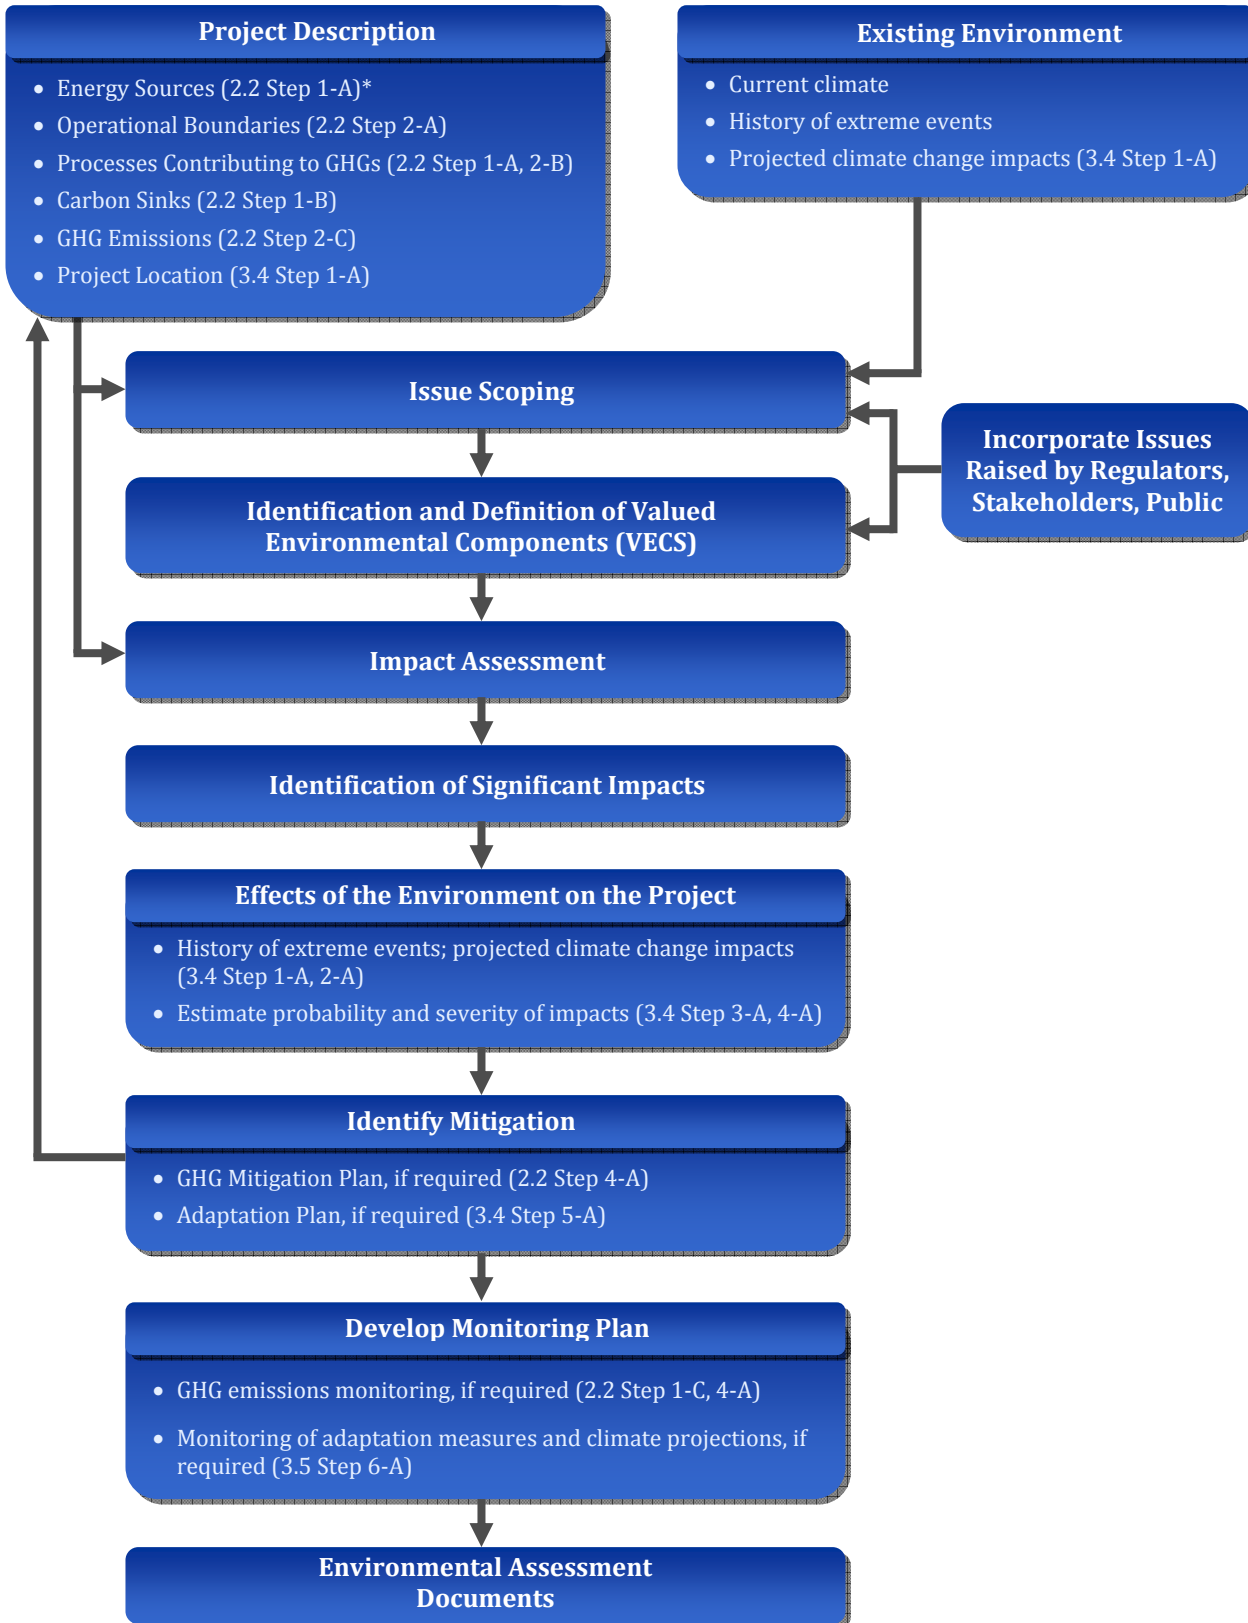 Project Description
• Energy Sources (2.2 Step 1-A)*
• Operational Boundaries (2.2 Step 2-A)
• Processes Contributing to GHGs (2.2 Step 1-A, 2-B)
• Carbon Sinks (2.2 Step 1-B)
• GHG Emissions (2.2 Step 2-C)
• Project Location (3.4 Step 1-A)
Existing Environment
• Current climate
• History of extreme events
• Projected climate change impacts (3.4 Step 1-A)
Issue Scoping
Incorporate Issues
Raised by Regulators,
Stakeholders, Public
Identification and Definition of Valued
Environmental Components (VECS)
Impact Assessment
Identification of Significant Impacts
Effects of the Environment on the Project
• History of extreme events; projected climate change impacts
(3.4 Step 1-A, 2-A)
• Estimate probability and severity of impacts (3.4 Step 3-A, 4-A)
Identify Mitigation
• GHG Mitigation Plan, if required (2.2 Step 4-A)
• Adaptation Plan, if required (3.4 Step 5-A)
Develop Monitoring Plan
• GHG emissions monitoring, if required (2.2 Step 1-C, 4-A)
• Monitoring of adaptation measures and climate projections, if
required (3.5 Step 6-A)
Environmental Assessment
Documents